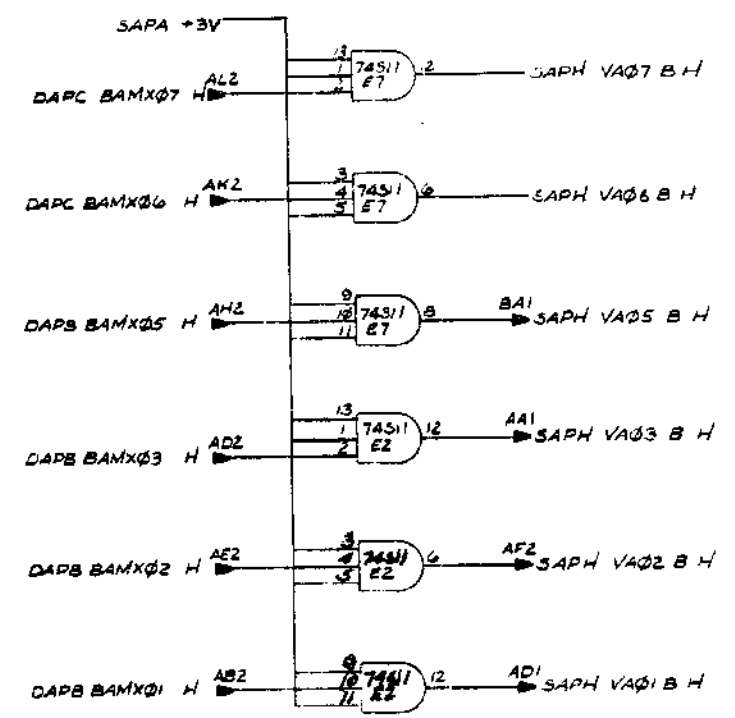 SAPA +3V
13
1
2
74S11
E7
12
SAPH VAØ7 B H
DAPC BAMXØ7 H
AL2
3
4
5
74S11
E7
6
SAPH VAØ6 B H
DAPC BAMXØ6 H
AK2
9
10
11
74S11
E7
8
BA1
SAPH VAØ5 B H
DAPB BAMXØ5 H
AH2
13
1
2
74S11
E2
12
AA1
SAPH VAØ3 B H
DAPB BAMXØ3 H
AD2
3
4
5
74S11
E2
6
AF2
SAPH VAØ2 B H
DAPB BAMXØ2 H
AE2
9
10
11
74S11
E2
12
AD1
SAPH VAØ1 B H
DAPB BAMXØ1 H
AB2